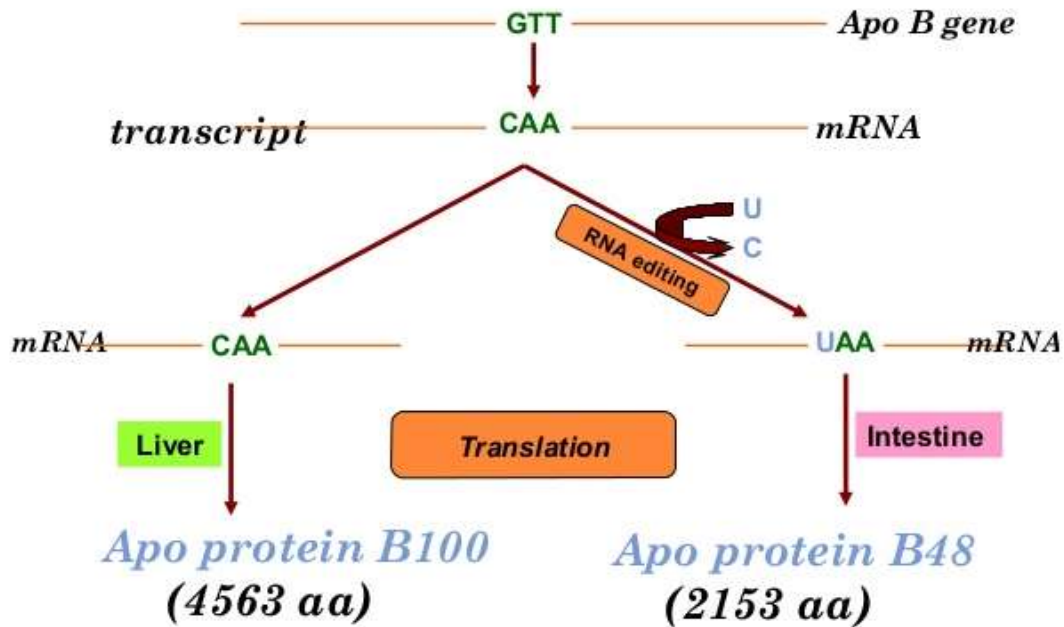 GTT Apo B gene
transcript CAA mRNA
U
RNA editing
C
mRNA CAA UAA mRNA
Liver Translation Intestine
Apo protein B100 Apo protein B48
(4563 aa) (2153 aa)